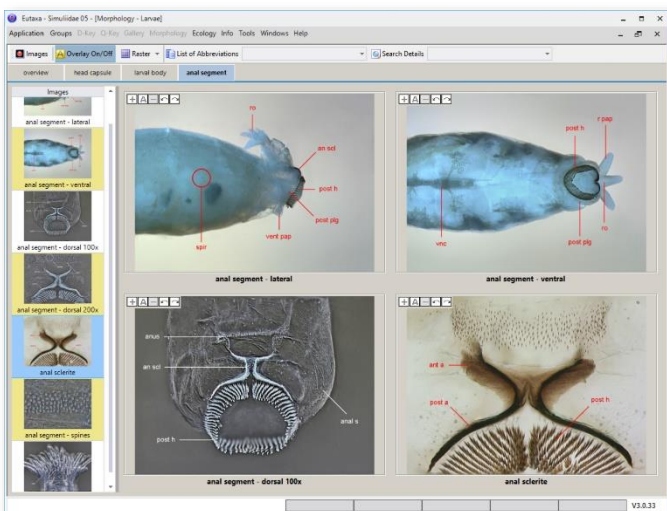 Eutaxa - Simuliidae 05 - [Morphology - Larvae]
Application Groups D-Key D-Key Gallery Morphology Ecology Info Tools Windows Help
Images Overlay On/Off Raster List of Abbreviations Search Details
overview head capsule larval body anal segment
Images
anal segment - lateral
anal segment - ventral
anal segment - dorsal 100x
anal segment - dorsal 200x
anal sclerite
anal segment - spines
ro
an scl
post h
post plg
vent pap
spir
anal segment - lateral
r pap
post h
ro
post plg
vnc
anal segment - ventral
anus
an scl
anal s
post h
anal segment - dorsal 100x
ant a
post a
post h
anal sclerite
V3.0.33